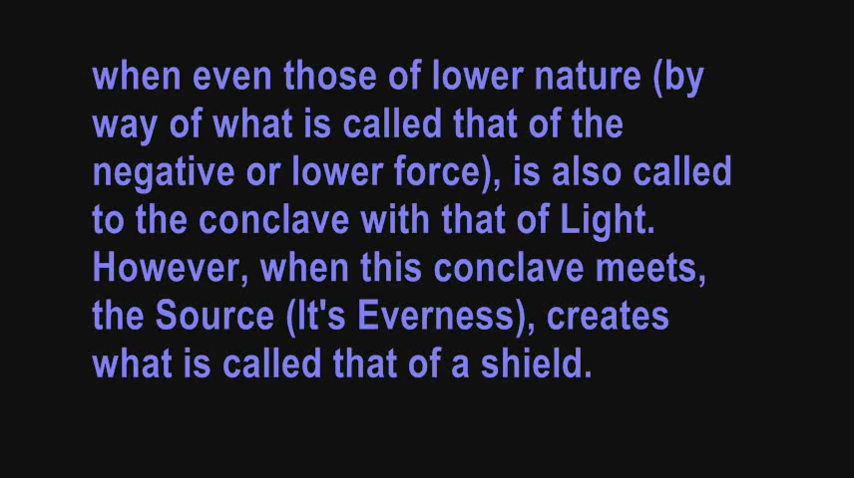 when even those of lower nature (by
way of what is called that of the
negative or lower force), is also called
to the conclave with that of Light.
However, when this conclave meets,
the Source (It's Everness), creates
what is called that of a shield.